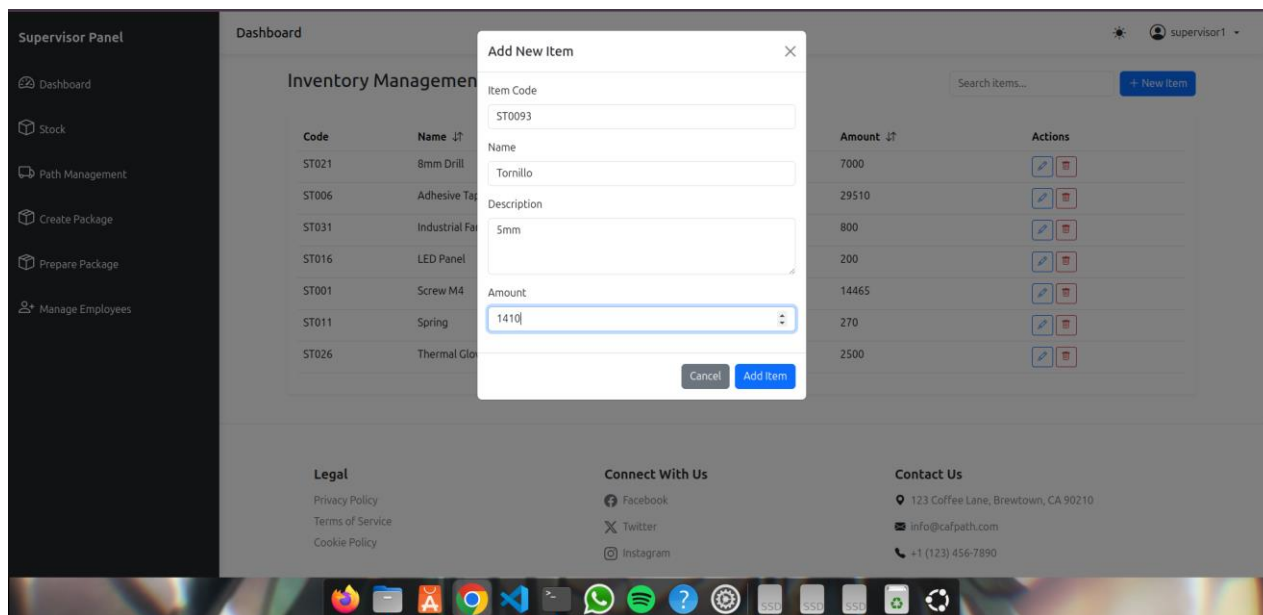 Supervisor Panel
Dashboard
Stock
Path Management
Create Package
Prepare Package
Manage Employees
Dashboard
supervisor1
Inventory Managemen
Search items...
+ New Item
Code Name Amount Actions
ST021 8mm Drill 7000
ST006 Adhesive Tap 29510
ST031 Industrial Fa 800
ST016 LED Panel 200
ST001 Screw M4 14465
ST011 Spring 270
ST026 Thermal Glo 2500
Add New Item
Item Code
ST0093
Name
Tornillo
Description
5mm
Amount
1410
Cancel Add Item
Legal
Privacy Policy
Terms of Service
Cookie Policy
Connect With Us
Facebook
Twitter
Instagram
Contact Us
123 Coffee Lane, Brewtown, CA 90210
info@cafpath.com
+1 (123) 456-7890
SSD SSD SSD